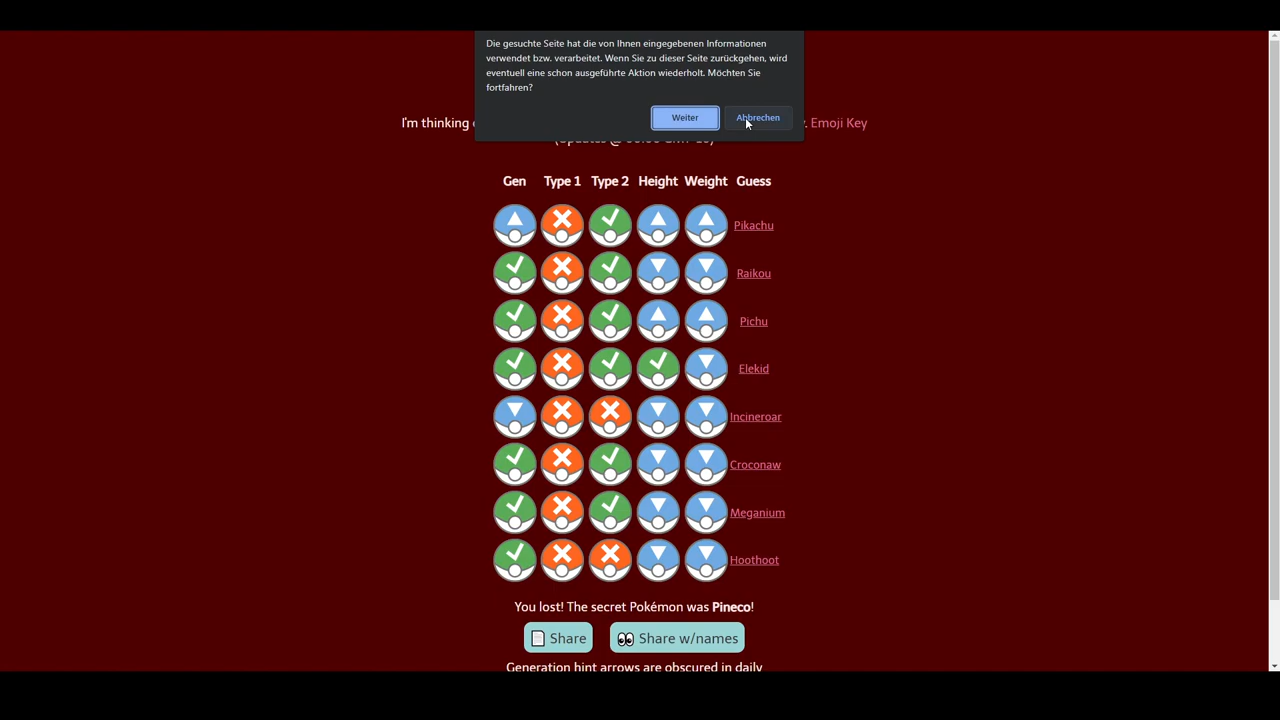 Die gesuchte Seite hat die von Ihnen eingegebenen Informationen
verwendet bzw. verarbeitet. Wenn Sie zu dieser Seite zurückgehen, wird
eventuell eine schon ausgeführte Aktion wiederholt. Möchten Sie
fortfahren?
Weiter Abbrechen
I'm thinking Emoji Key
Gen Type 1 Type 2 Height Weight Guess
Pikachu
Raikou
Pichu
Elekid
Incineroar
Croconaw
Meganium
Hoothoot
You lost! The secret Pokémon was Pineco!
Share Share w/names
Generation hint arrows are obscured in daily